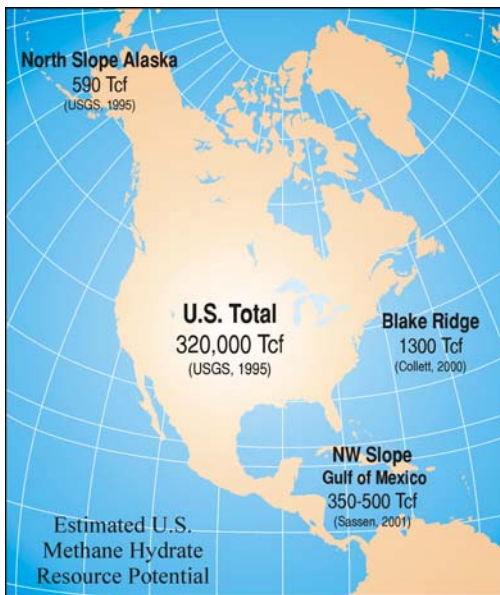 North Slope Alaska
590 Tcf
(USGS, 1995)
U.S. Total
320,000 Tcf
(USGS, 1995)
Blake Ridge
1300 Tcf
(Collett, 2000)
NW Slope
Gulf of Mexico
350-500 Tcf
(Sassen, 2001)
Estimated U.S.
Methane Hydrate
Resource Potential